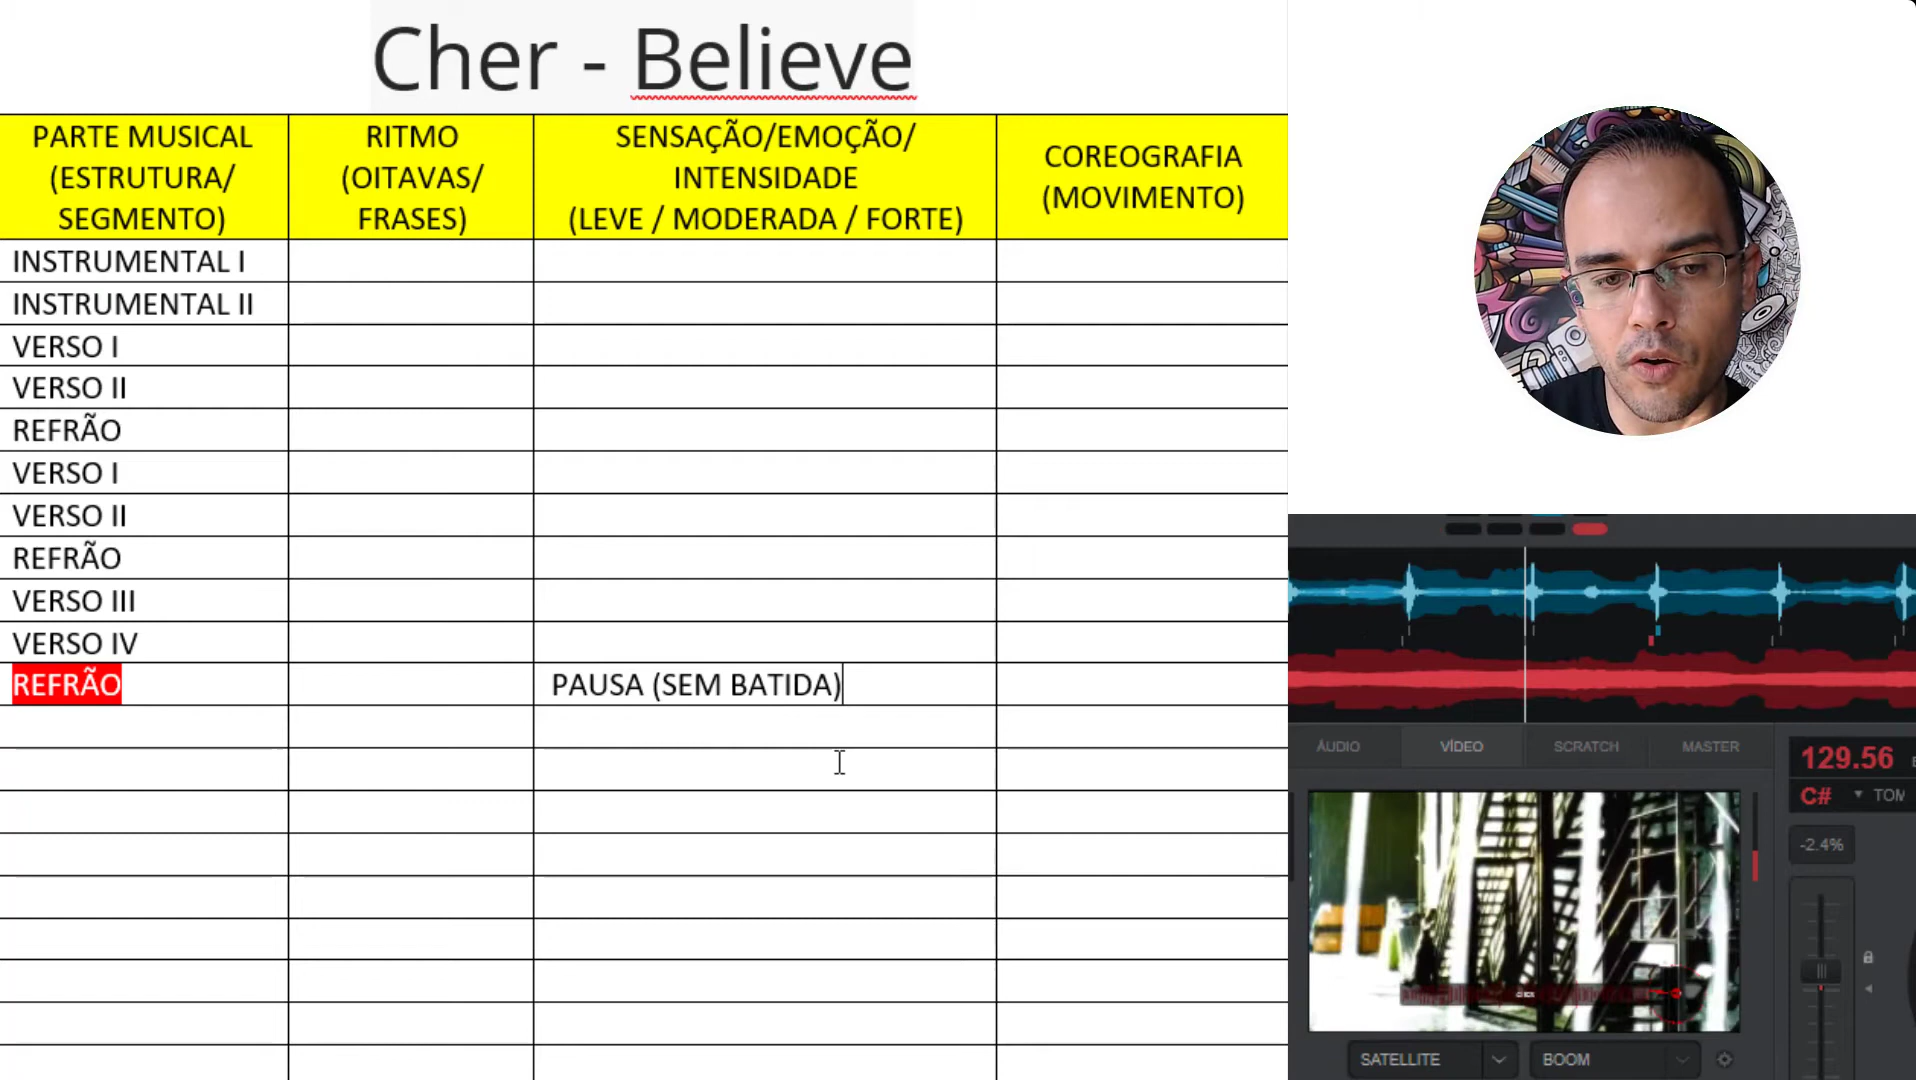 Cher - Believe
PARTE MUSICAL
(ESTRUTURA/
SEGMENTO)
RITMO
(OITAVAS/
FRASES)
SENSAÇÃO/EMOÇÃO/
INTENSIDADE
(LEVE / MODERADA / FORTE)
COREOGRAFIA
(MOVIMENTO)
INSTRUMENTAL I
INSTRUMENTAL II
VERSO I
VERSO II
REFRÃO
VERSO I
VERSO II
REFRÃO
VERSO III
VERSO IV
REFRÃO
PAUSA (SEM BATIDA)
ÁUDIO
VÍDEO
SCRATCH
MASTER
129.56
C#
TOM
-2.4%
SATELLITE
BOOM